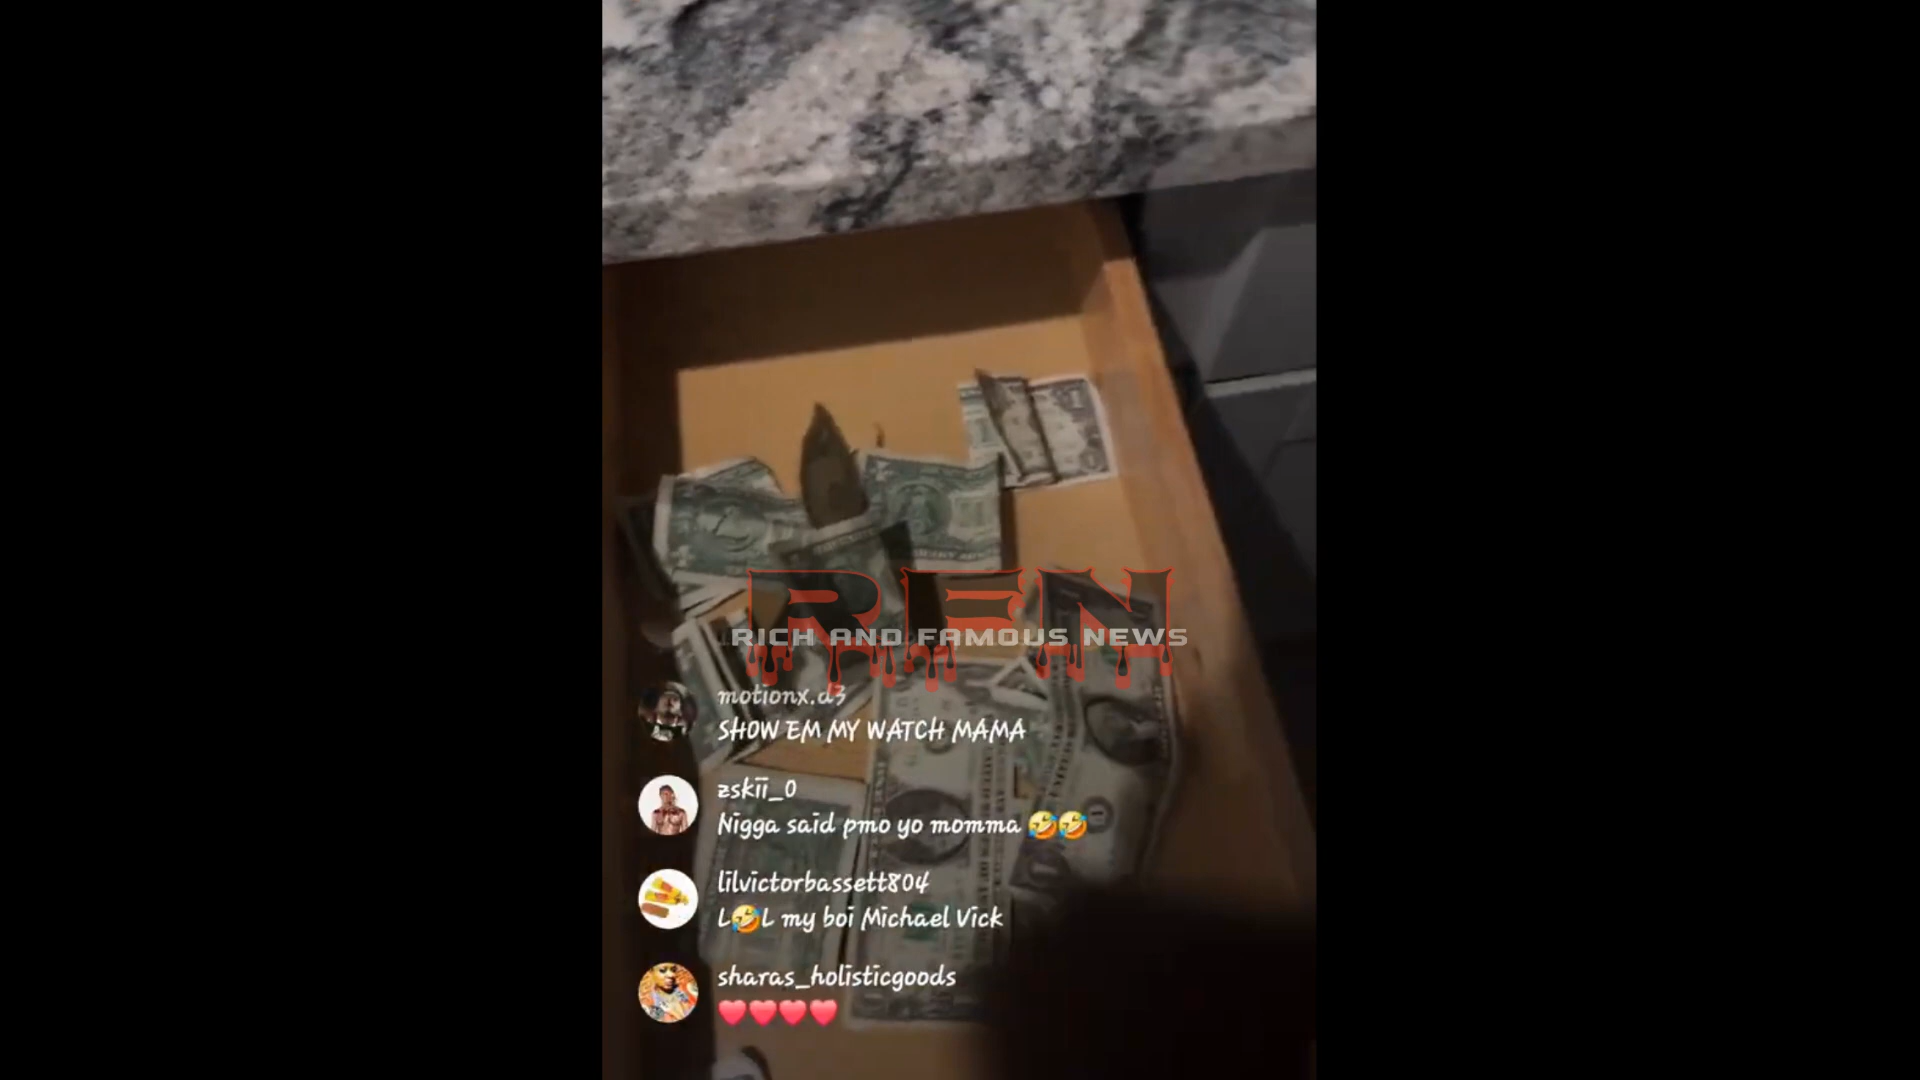 RFN
RICH AND FAMOUS NEWS
motionx.d3
SHOW EM MY WATCH MAMA
zskii_0
Nigga said pmo yo momma 🤣🤣
lilvictorbassett804
L🤣L my boi Michael Vick
sharas_holisticgoods
❤️❤️❤️❤️